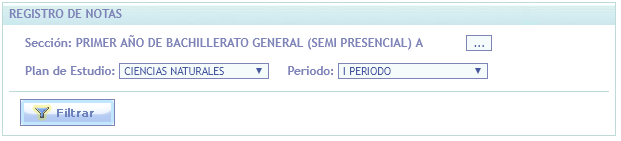 REGISTRO DE NOTAS
Sección: PRIMER AÑO DE BACHILLERATO GENERAL (SEMI PRESENCIAL) A ...
Plan de Estudio: CIENCIAS NATURALES Periodo: I PERIODO
Filtrar